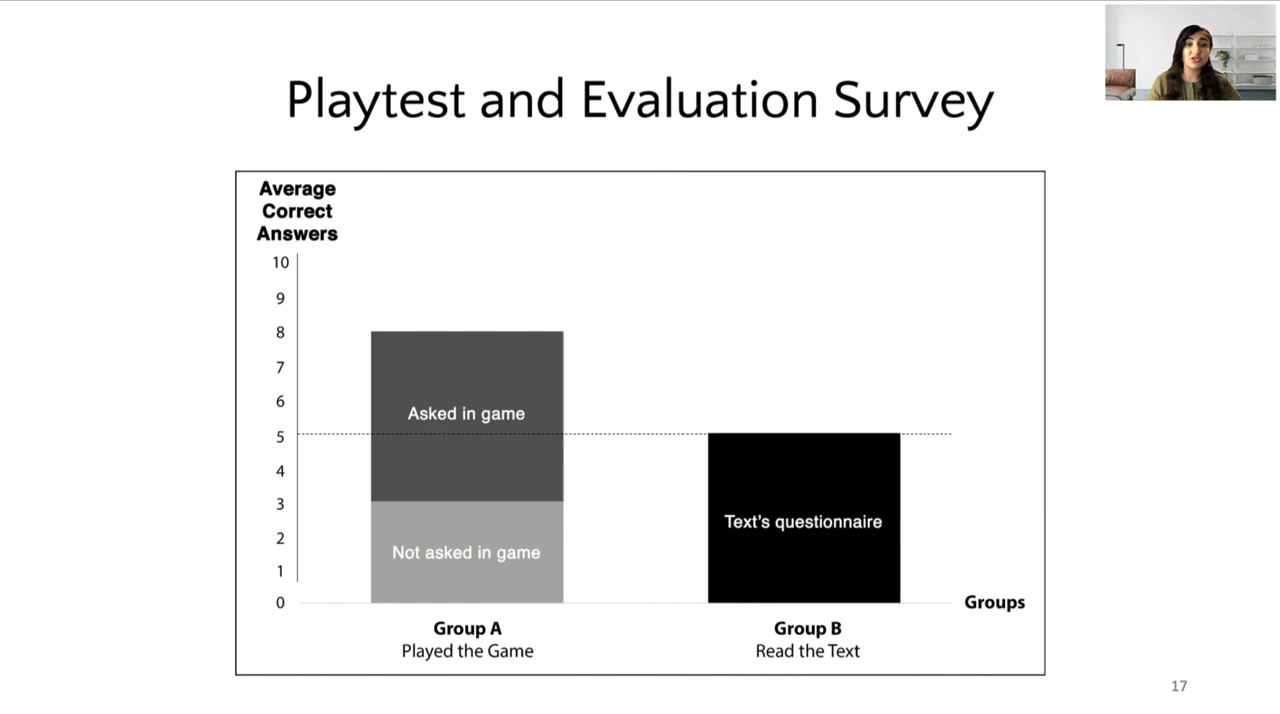 Playtest and Evaluation Survey
Average
Correct
Answers
10
9
8
7
6
5
4
3
2
1
0
Asked in game
Not asked in game
Text's questionnaire
Groups
Group A
Played the Game
Group B
Read the Text
17